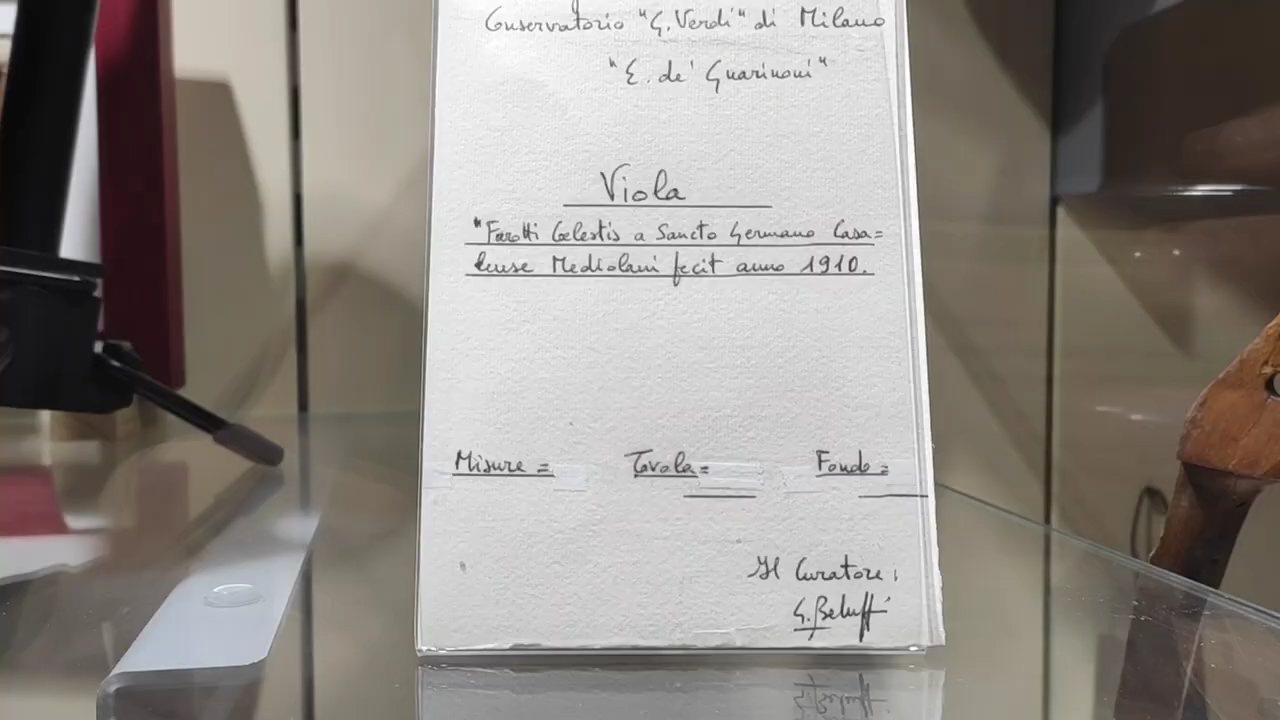 Conservatorio "G. Verdi" di Milano
"E. de' Guarinoni"
Viola
"Farotti Celestis a Sancto Germano Casa=
lense Mediolani fecit anno 1910.
Misure = Tavola = Fondo =
Il Curatore:
G. Beluffi